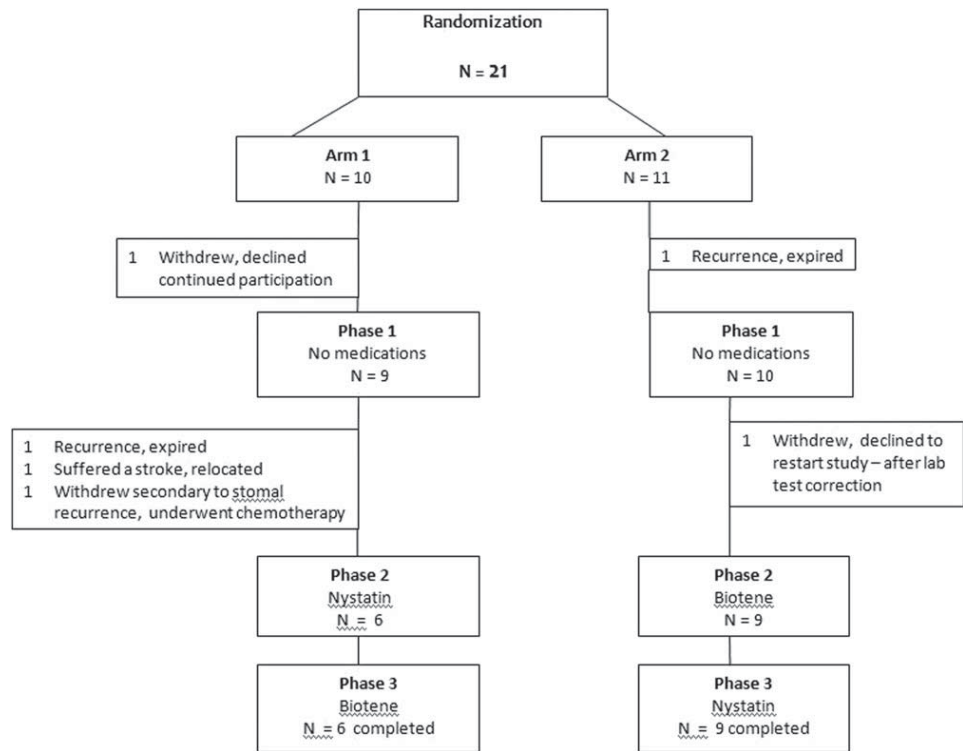 Randomization
N = 21
Arm 1
N = 10
Arm 2
N = 11
1 Withdrew, declined
continued participation
1 Recurrence, expired
Phase 1
No medications
N = 9
Phase 1
No medications
N = 10
1 Recurrence, expired
1 Suffered a stroke, relocated
1 Withdrew secondary to stomal
recurrence, underwent chemotherapy
1 Withdrew, declined to
restart study – after lab
test correction
Phase 2
Nystatin
N = 6
Phase 2
Biotene
N = 9
Phase 3
Biotene
N = 6 completed
Phase 3
Nystatin
N = 9 completed